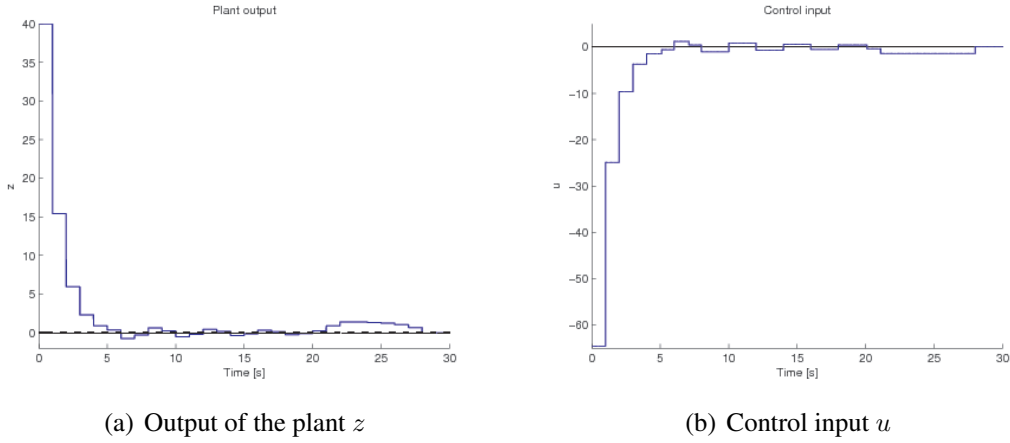 Plant output
40
35
30
25
20
15
10
5
0
z
0 5 10 15 20 25 30
Time [s]
(a) Output of the plant z
Control input
0
−10
−20
−30
−40
−50
−60
u
0 5 10 15 20 25 30
Time [s]
(b) Control input u